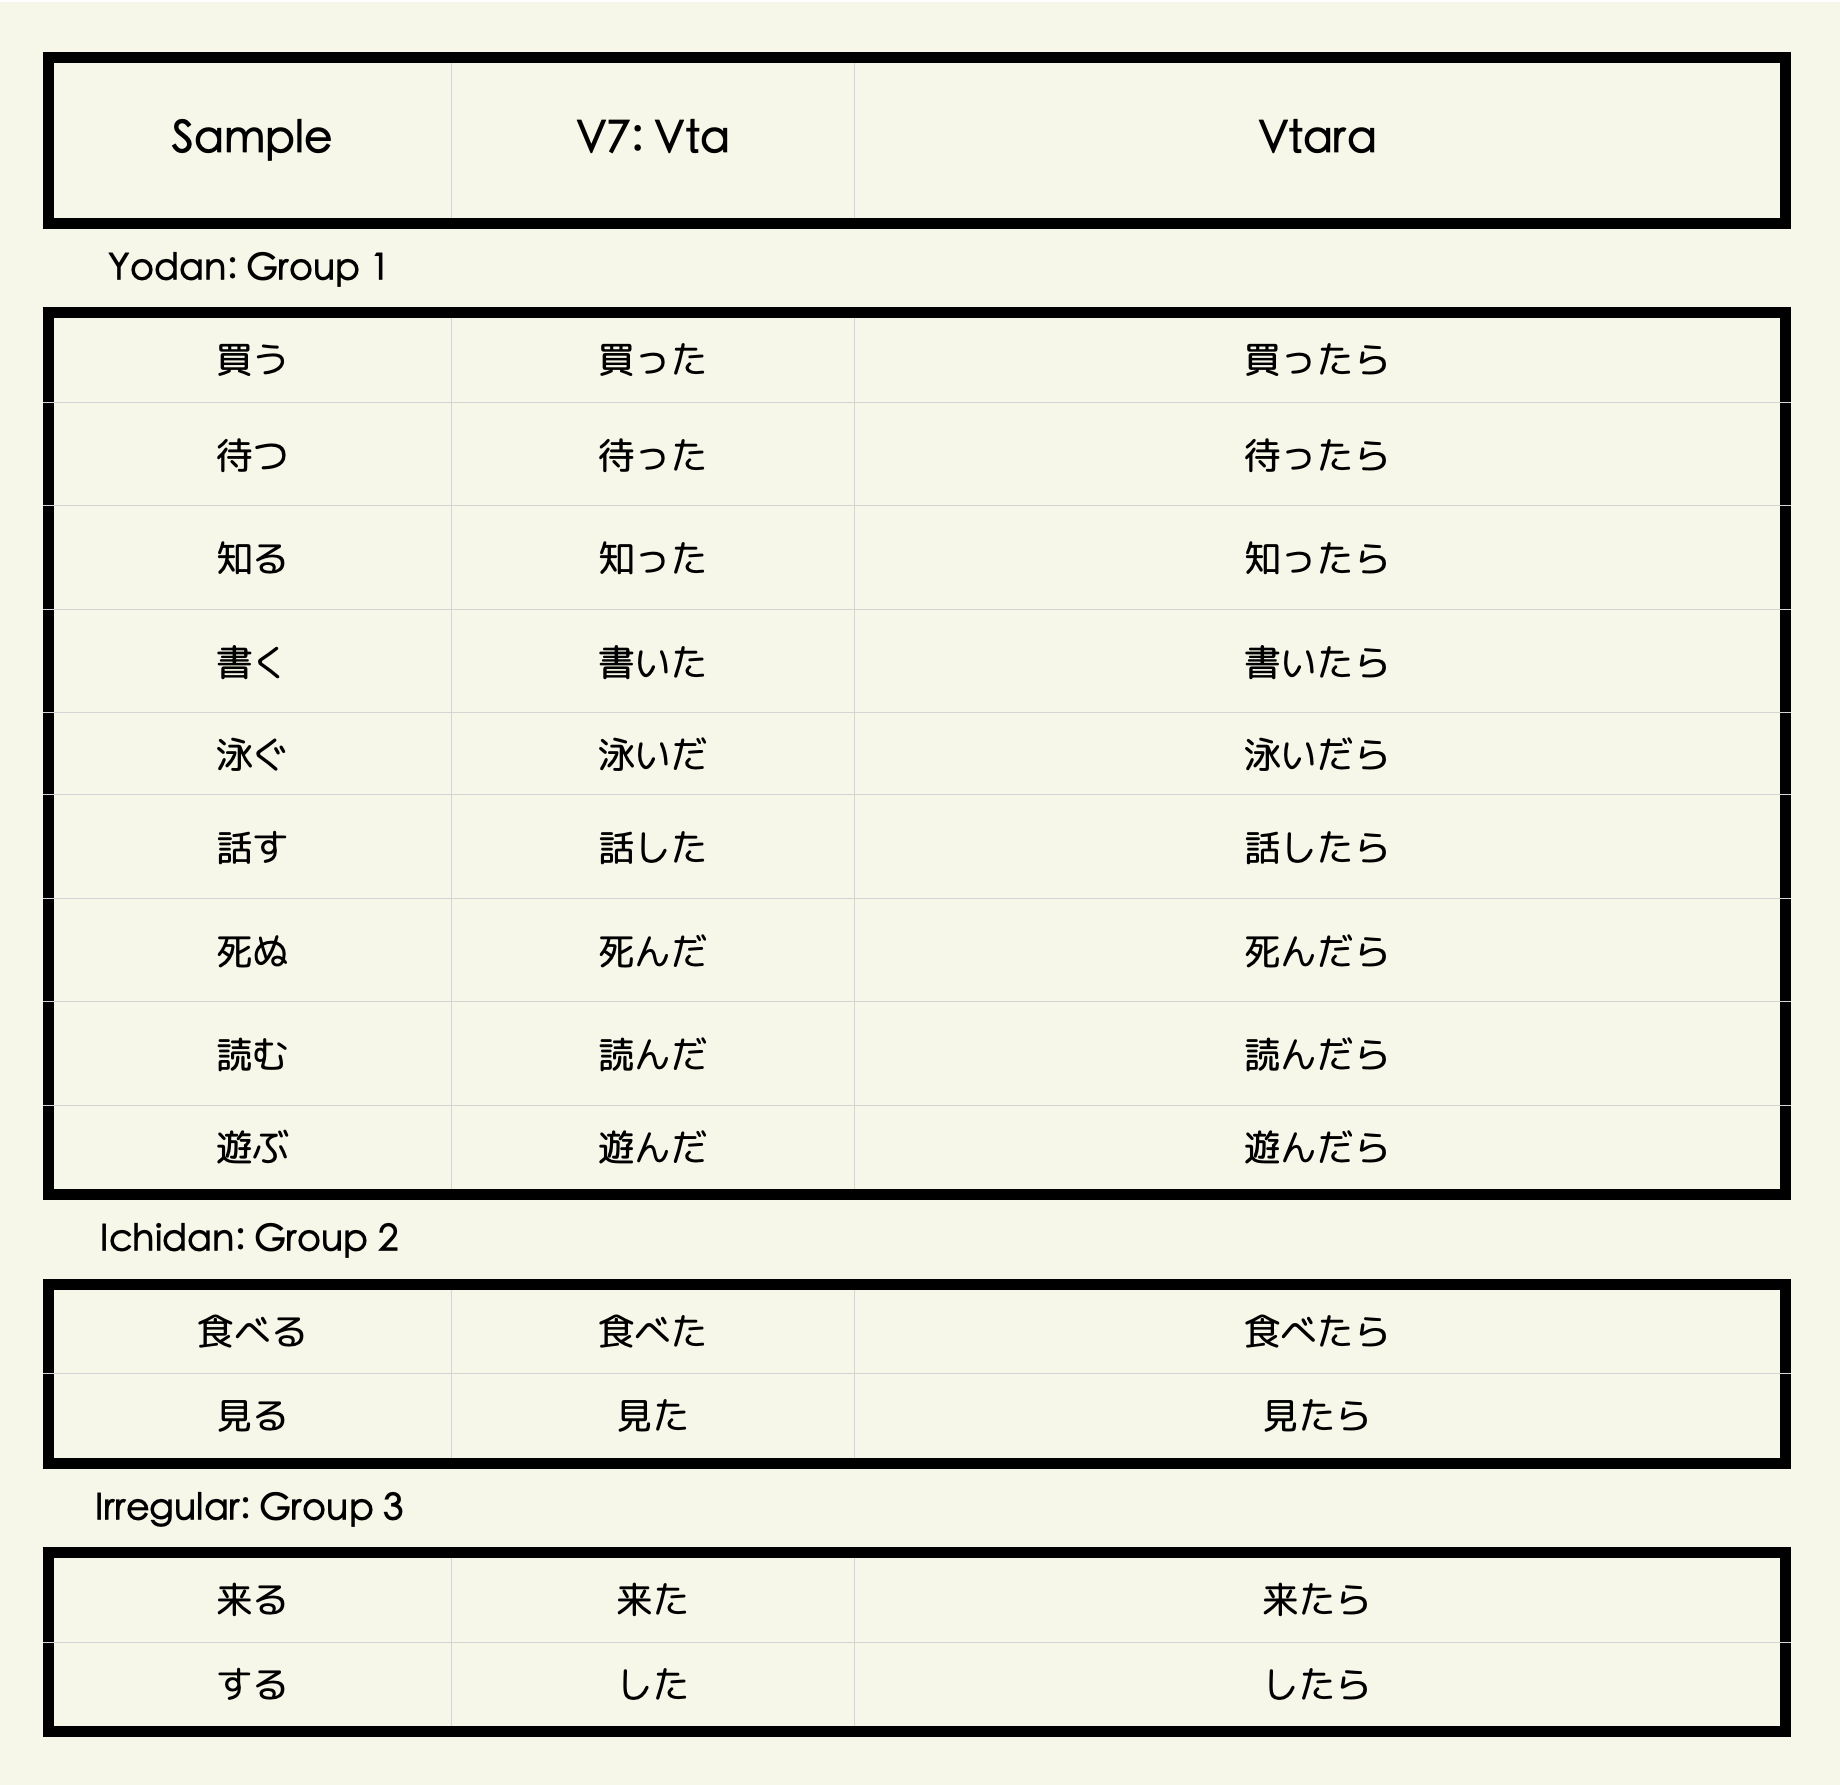 Sample V7: Vta Vtara
Yodan: Group 1
買う 買った 買ったら
待つ 待った 待ったら
知る 知った 知ったら
書く 書いた 書いたら
泳ぐ 泳いだ 泳いだら
話す 話した 話したら
死ぬ 死んだ 死んだら
読む 読んだ 読んだら
遊ぶ 遊んだ 遊んだら
Ichidan: Group 2
食べる 食べた 食べたら
見る 見た 見たら
Irregular: Group 3
来る 来た 来たら
する した したら